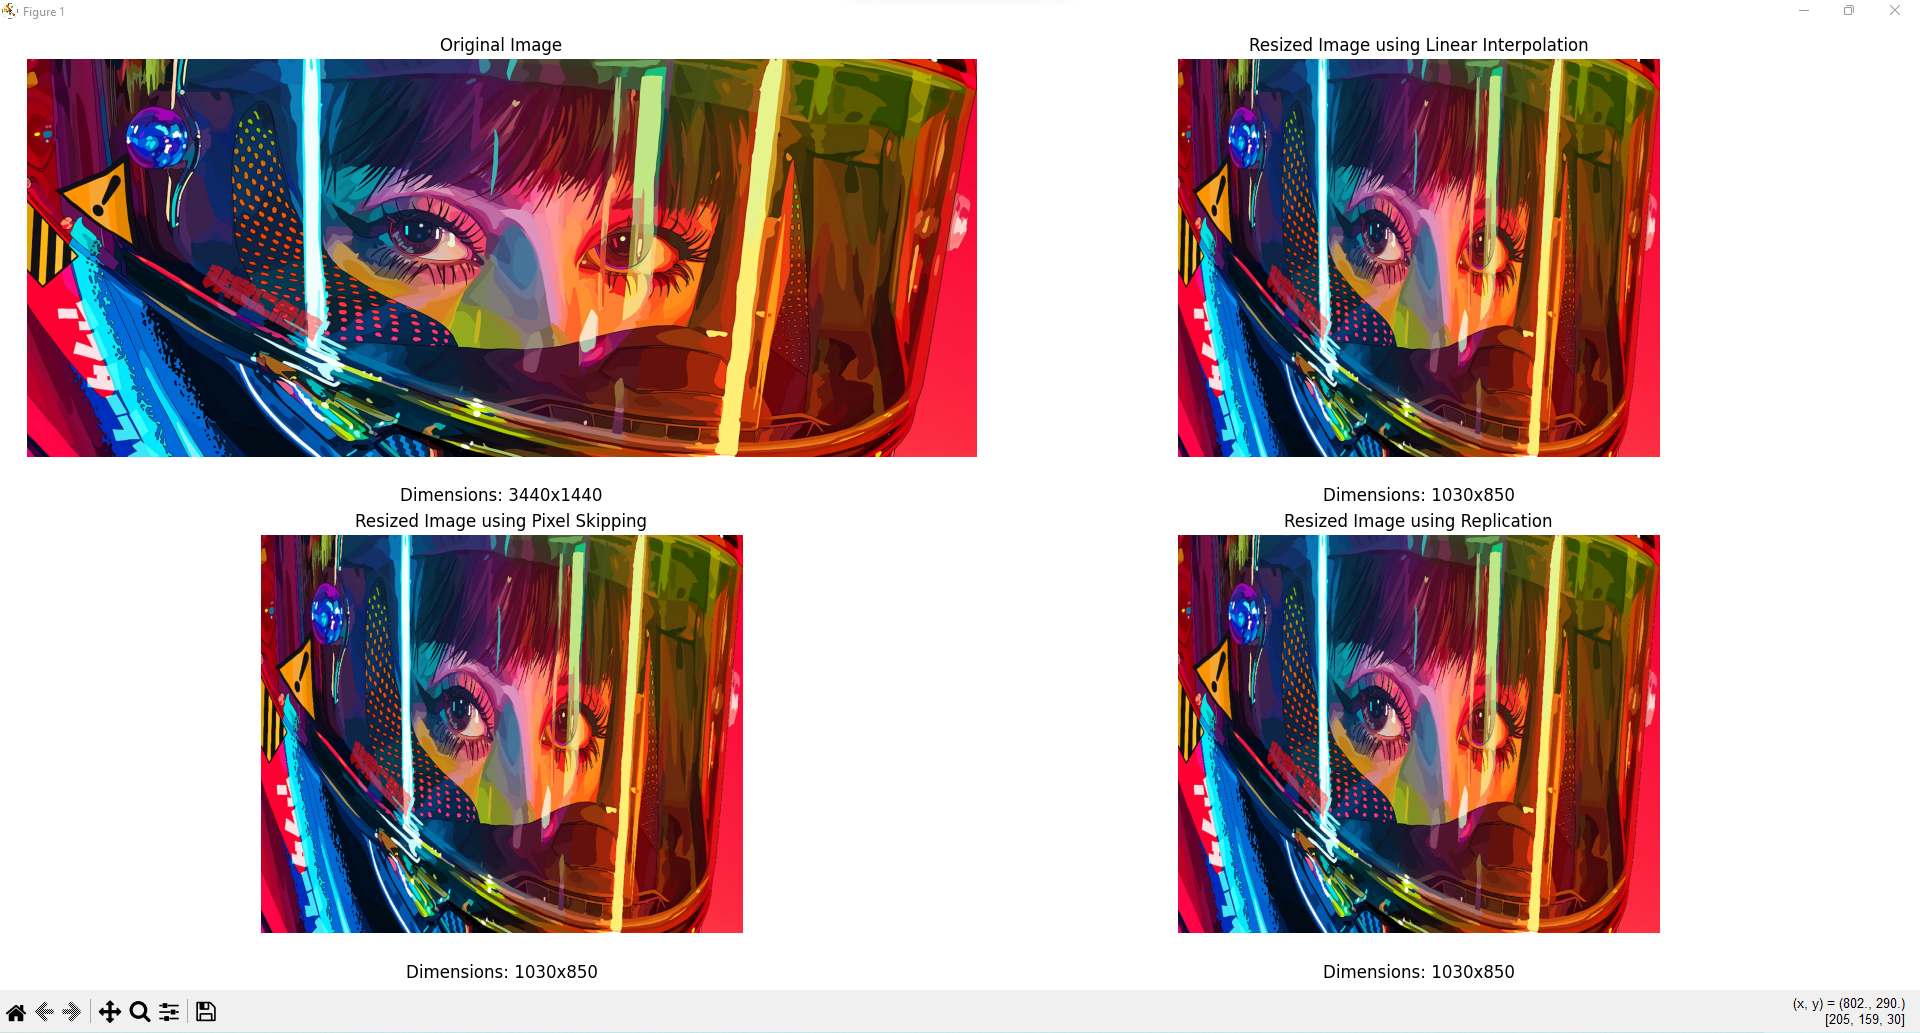 Figure 1
Original Image
Resized Image using Linear Interpolation
Dimensions: 3440x1440
Dimensions: 1030x850
Resized Image using Pixel Skipping
Resized Image using Replication
Dimensions: 1030x850
Dimensions: 1030x850
(x, y) = (802., 290.)
[205, 159, 30]